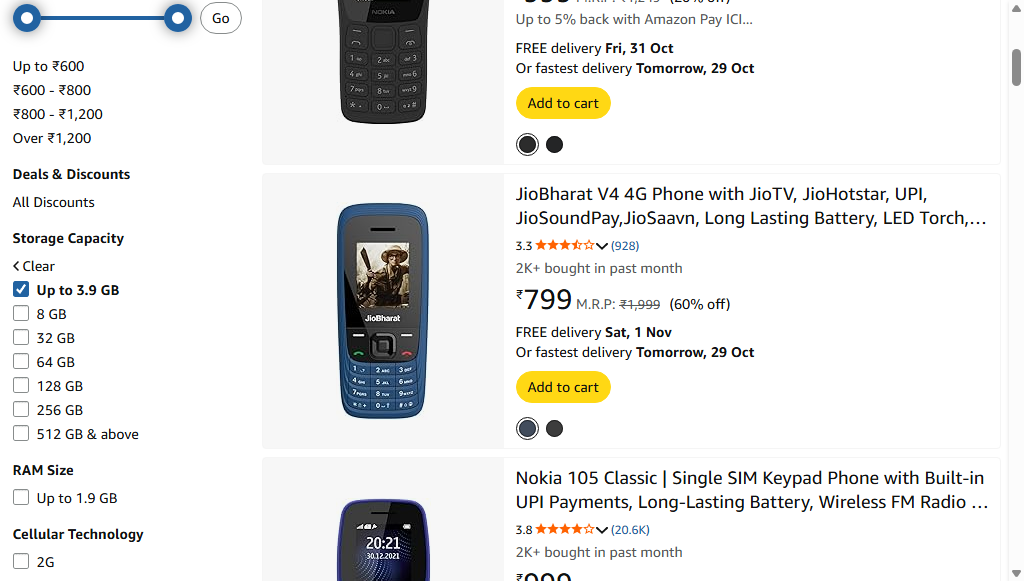 Go
Up to ₹600
₹600 - ₹800
₹800 - ₹1,200
Over ₹1,200
Deals & Discounts
All Discounts
Storage Capacity
Clear
Up to 3.9 GB
8 GB
32 GB
64 GB
128 GB
256 GB
512 GB & above
RAM Size
Up to 1.9 GB
Cellular Technology
2G
NOKIA
Up to 5% back with Amazon Pay ICI...
FREE delivery Fri, 31 Oct
Or fastest delivery Tomorrow, 29 Oct
Add to cart
JioBharat
JioBharat V4 4G Phone with JioTV, JioHotstar, UPI,
JioSoundPay,JioSaavn, Long Lasting Battery, LED Torch,...
3.3 (928)
2K+ bought in past month
₹799 M.R.P: ₹1,999 (60% off)
FREE delivery Sat, 1 Nov
Or fastest delivery Tomorrow, 29 Oct
Add to cart
20:21
30.12.2021
Nokia 105 Classic | Single SIM Keypad Phone with Built-in
UPI Payments, Long-Lasting Battery, Wireless FM Radio ...
3.8 (20.6K)
2K+ bought in past month